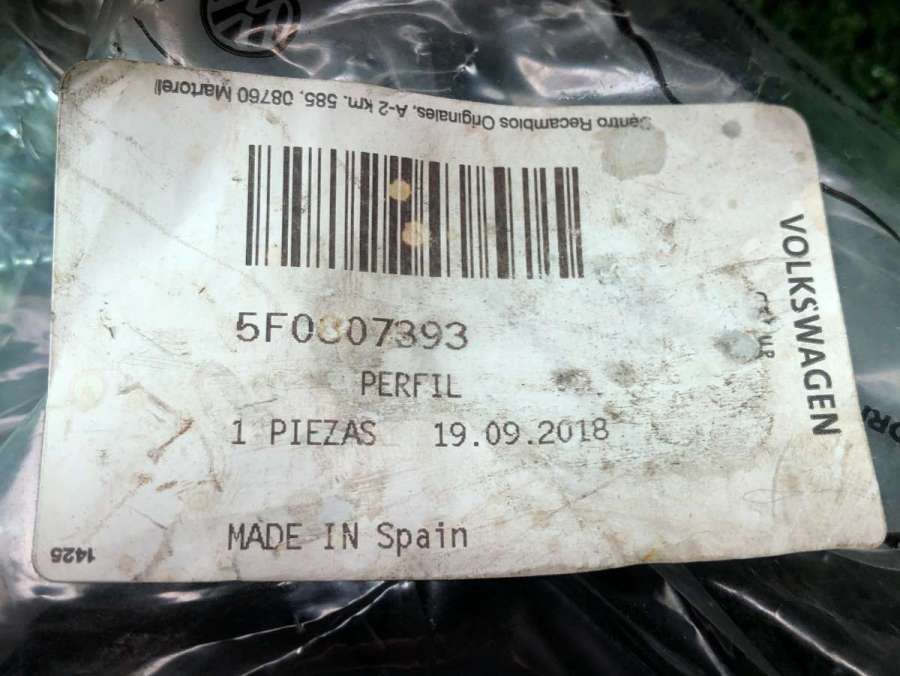 Centro Recambios Originales, A-2 km. 585, 08760 Martorell
5F0807393
PERFIL
1 PIEZAS 19.09.2018
MADE IN Spain
VOLKSWAGEN
1425